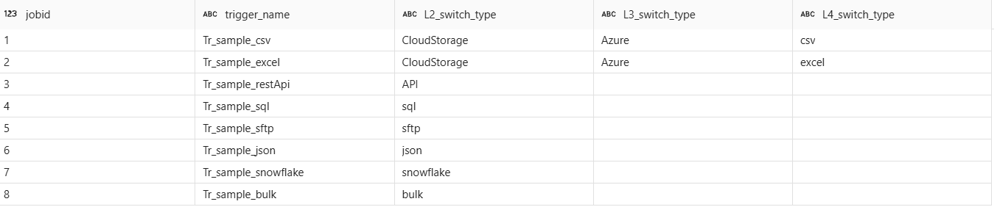 123 jobid ABC trigger_name ABC L2_switch_type ABC L3_switch_type ABC L4_switch_type
1 Tr_sample_csv CloudStorage Azure csv
2 Tr_sample_excel CloudStorage Azure excel
3 Tr_sample_restApi API
4 Tr_sample_sql sql
5 Tr_sample_sftp sftp
6 Tr_sample_json json
7 Tr_sample_snowflake snowflake
8 Tr_sample_bulk bulk